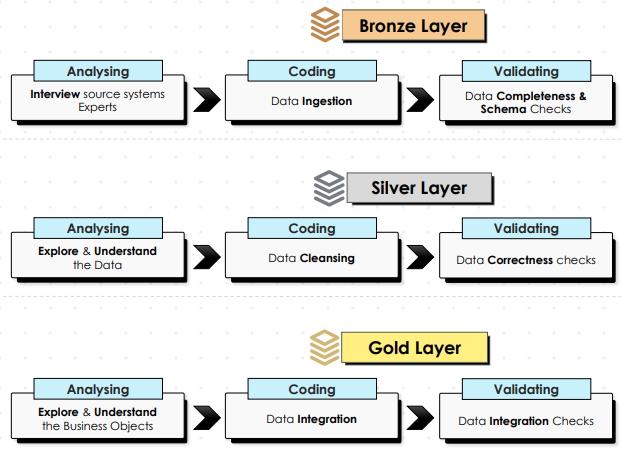 Bronze Layer
Analysing
Interview source systems
Experts
Coding
Data Ingestion
Validating
Data Completeness &
Schema Checks
Silver Layer
Analysing
Explore & Understand
the Data
Coding
Data Cleansing
Validating
Data Correctness checks
Gold Layer
Analysing
Explore & Understand
the Business Objects
Coding
Data Integration
Validating
Data Integration Checks